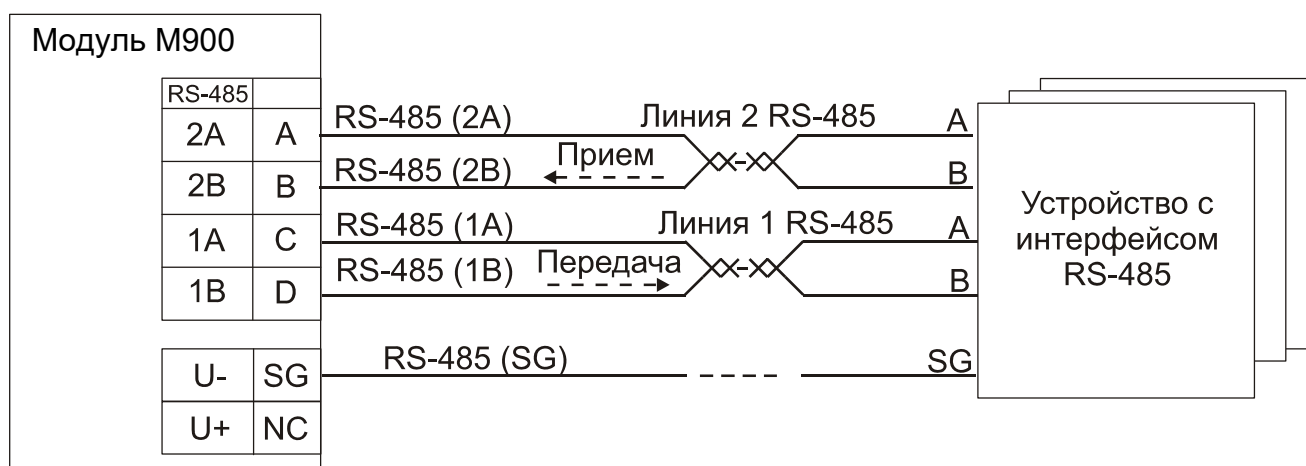 Модуль М900
RS-485
2A A RS-485 (2A) Линия 2 RS-485 A
2B B RS-485 (2B) Прием B
1A C RS-485 (1A) Линия 1 RS-485 A
1B D RS-485 (1B) Передача B
Устройство с
интерфейсом
RS-485
U- SG RS-485 (SG) SG
U+ NC